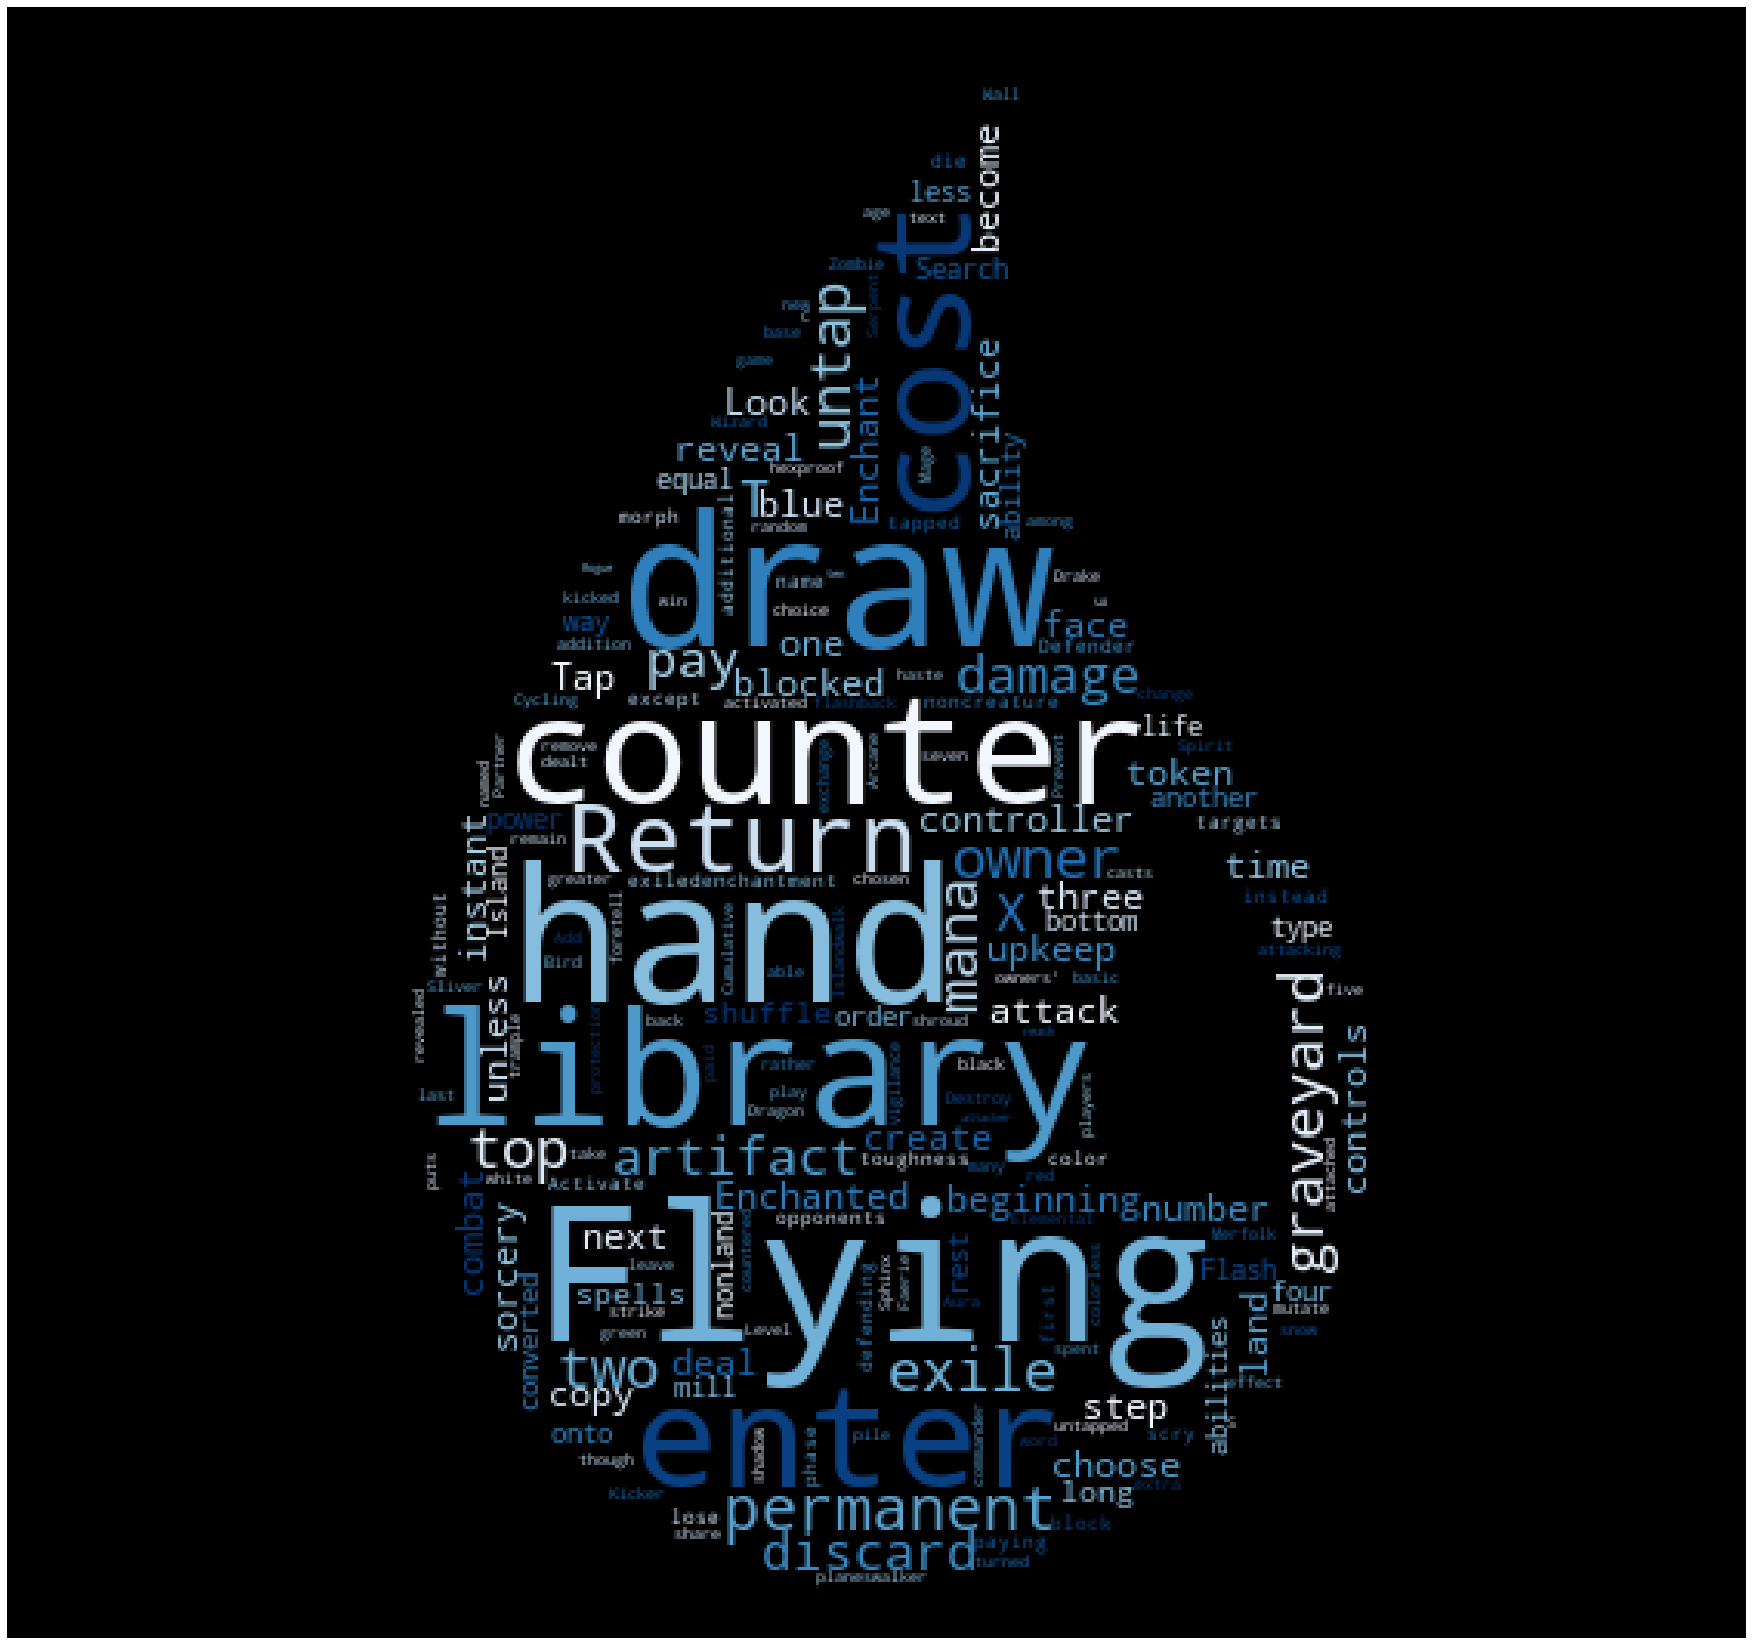 Wall
become
die
less
age
text
cost
Zombie
Search
untap
Serpent
new
base
game
sacrifice
Look
Enchant
Wizard
reveal
ability
Mage
hexproof
equal
T
blue
additional
morph
random
tapped
among
draw
Rogue
name
Drake
kicked
win
choice
way
face
addition
one
Defender
pay
Tap
blocked
haste
damage
Cycling
except
activated
flashback
noncreature
change
counter
life
remove
dealt
seven
Spirit
Partner
exchange
Arcane
Prevent
token
named
another
power
Return
controller
targets
remain
instant
Island
owner
time
greater
exiled
enchantment
chosen
casts
hand
mana
X
three
instead
bottom
type
without
Add
Bird
foretell
Cumulative
able
Islandwalk
upkeep
attacking
owners'
basic
Sliver
unless
graveyard
five
shuffle
order
shroud
attack
back
library
revealed
trample
protection
paid
rather
vigilance
black
controls
last
play
Dragon
Destroy
attacker
players
top
take
artifact
create
toughness
many
color
puts
White
Activate
red
attached
combat
Enchanted
beginning
number
sorcery
opponents
Elemental
Merfolk
Flying
next
nonland
countered
leave
Sphinx
Faerie
rest
Flash
spells
strike
Aura
first
colorless
four
mutate
converted
green
Level
defending
spent
snow
land
two
deal
mill
exile
abilities
effect
copy
step
enter
onto
shadow
phase
pile
commander
word
untapped
scry
though
choose
Kicker
long
extra
permanent
lose
share
block
discard
paying
turned
planeswalker